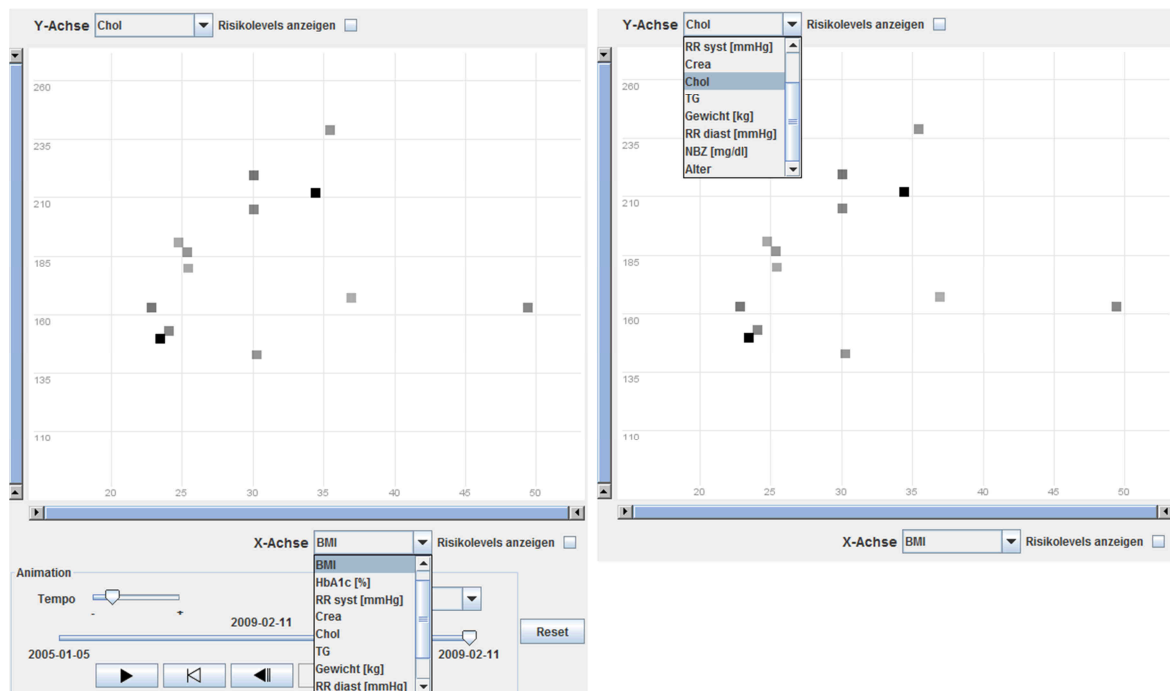 Y-Achse Chol Risikolevels anzeigen
260
235
210
185
160
135
110
20 25 30 35 40 45 50
X-Achse BMI Risikolevels anzeigen
BMI
HbA1c [%]
RR syst [mmHg]
Crea
Chol
TG
Gewicht [kg]
RR diast [mmHg]
Animation
Tempo
- +
2009-02-11
2005-01-05 2009-02-11
Reset
Y-Achse Chol Risikolevels anzeigen
RR syst [mmHg]
Crea
Chol
TG
Gewicht [kg]
RR diast [mmHg]
NBZ [mg/dl]
Alter
260
235
210
185
160
135
110
20 25 30 35 40 45 50
X-Achse BMI Risikolevels anzeigen